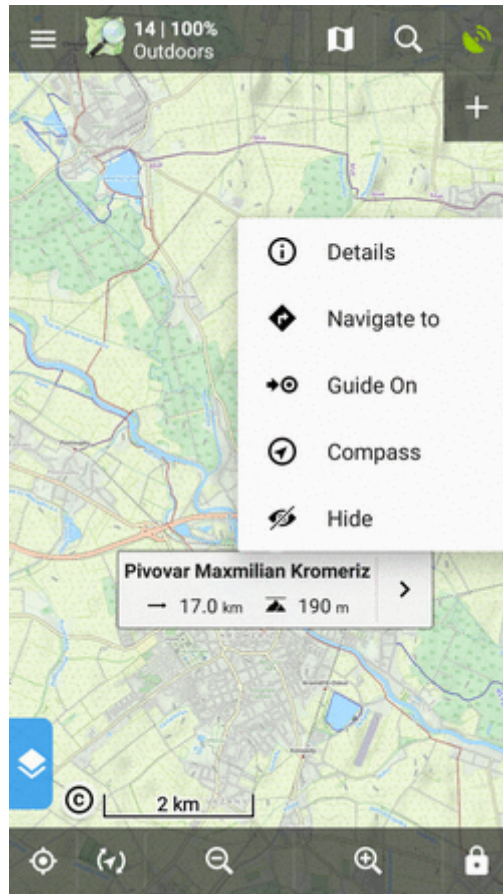 14 | 100%
Outdoors
Details
Navigate to
Guide On
Compass
Hide
Pivovar Maxmilian Kromeriz
17.0 km 190 m
© 2 km